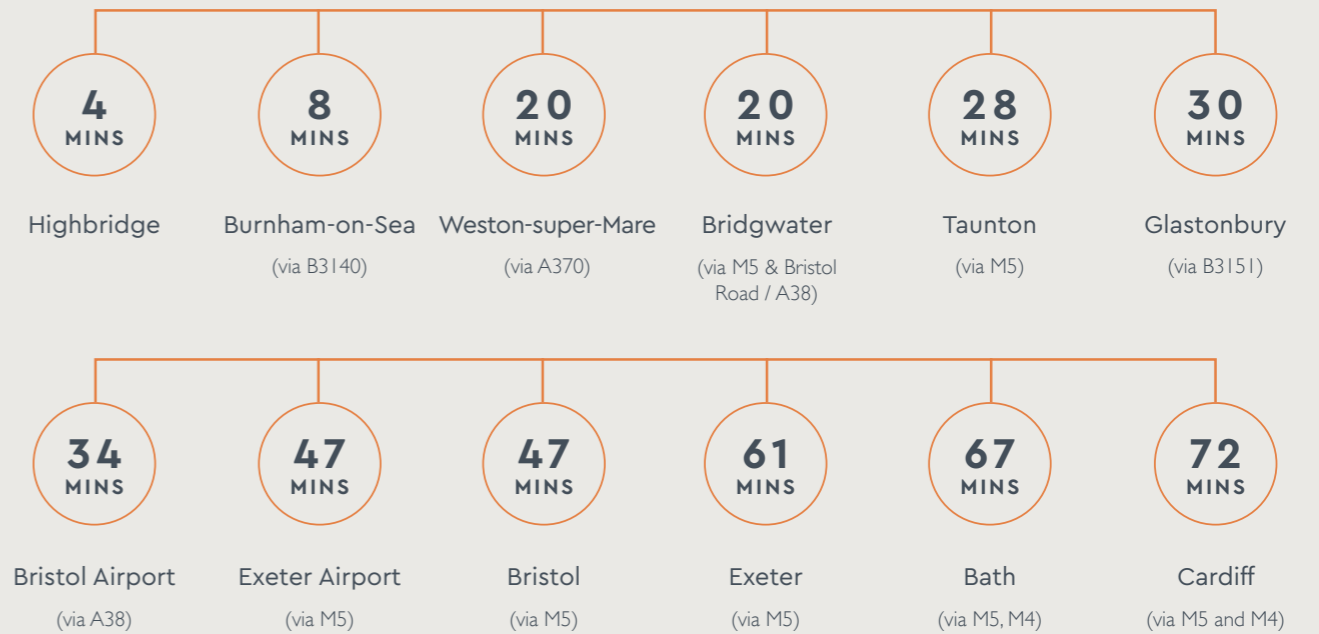 4 8 20 20 28 30
MINS MINS MINS MINS MINS MINS
Highbridge Burnham-on-Sea Weston-super-Mare Bridgwater Taunton Glastonbury
(via B3140) (via A370) (via M5 & Bristol (via M5) (via B3151)
Road / A38)
34 47 47 61 67 72
MINS MINS MINS MINS MINS MINS
Bristol Airport Exeter Airport Bristol Exeter Bath Cardiff
(via A38) (via M5) (via M5) (via M5) (via M5, M4) (via M5 and M4)